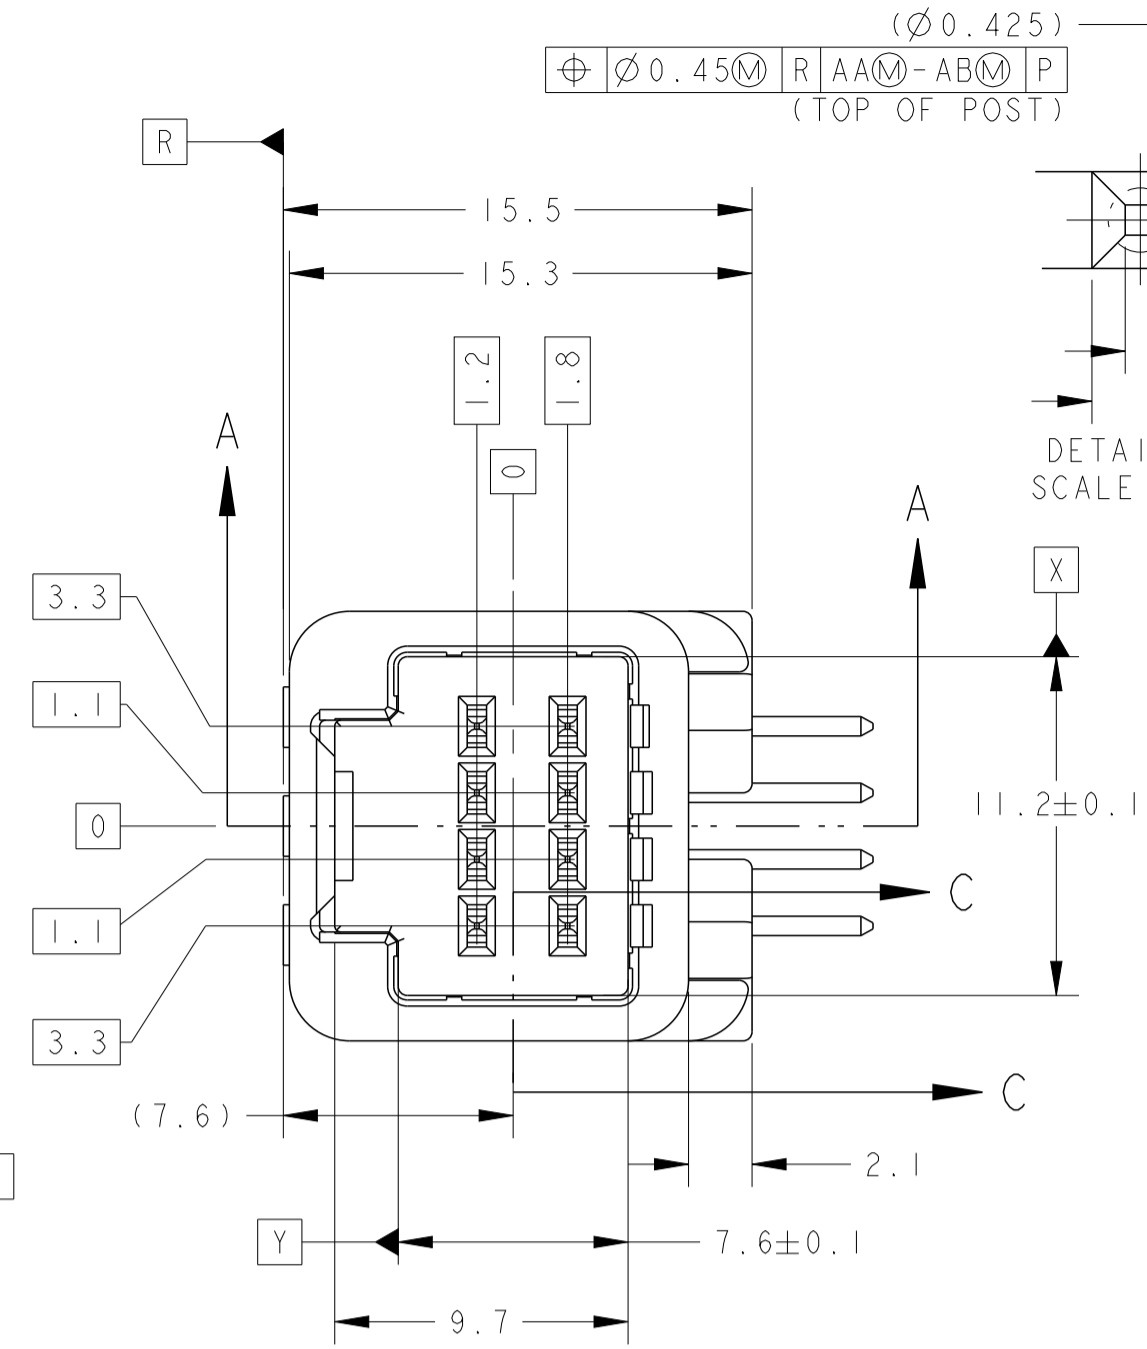 (Ø0.425)
⌖ Ø0.45Ⓜ R AAⓂ-ABⓂ P
(TOP OF POST)
R
15.5
15.3
1.2
1.8
0
A
A
DETAI
SCALE
X
3.3
1.1
0
1.1
3.3
11.2±0.1
C
C
(7.6)
2.1
Y
7.6±0.1
9.7